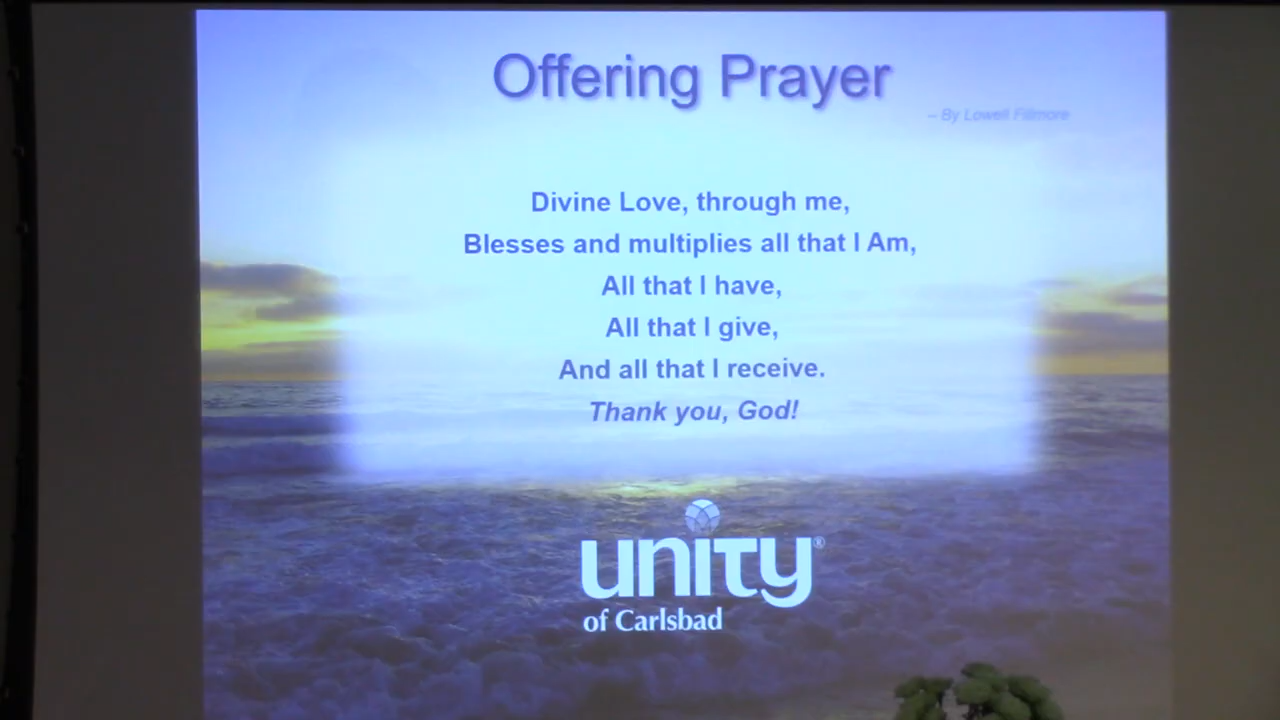 Offering Prayer
– By Lowell Fillmore
Divine Love, through me,
Blesses and multiplies all that I Am,
All that I have,
All that I give,
And all that I receive.
Thank you, God!
unity®
of Carlsbad